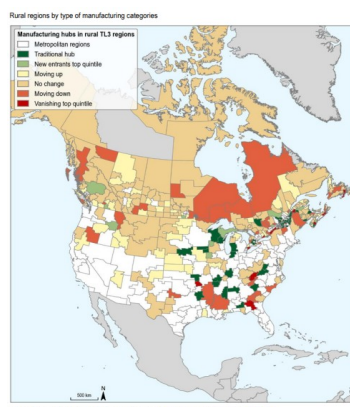 Rural regions by type of manufacturing categories
Manufacturing hubs in rural TL3 regions
Metropolitan regions
Traditional hub
New entrants top quintile
Moving up
No change
Moving down
Vanishing top quintile
500 km
N